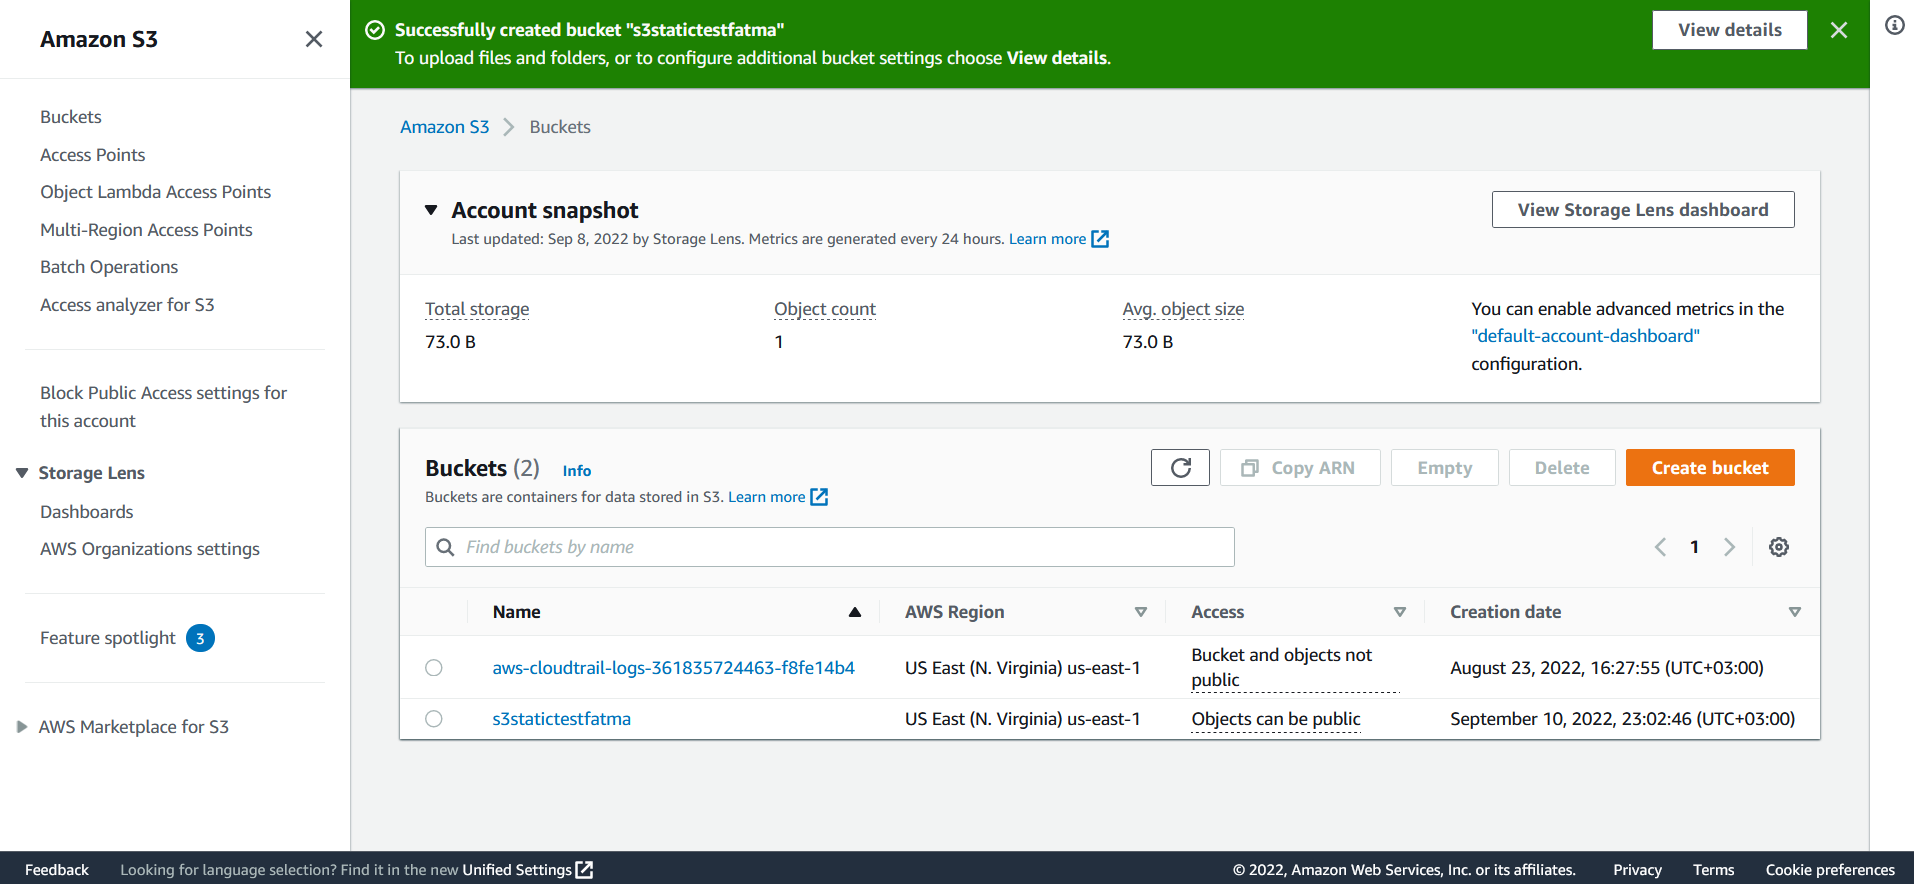 Amazon S3
Buckets
Access Points
Object Lambda Access Points
Multi-Region Access Points
Batch Operations
Access analyzer for S3
Block Public Access settings for
this account
Storage Lens
Dashboards
AWS Organizations settings
Feature spotlight 3
AWS Marketplace for S3
Successfully created bucket "s3statictestfatma"
To upload files and folders, or to configure additional bucket settings choose View details.
View details
Amazon S3 Buckets
Account snapshot
Last updated: Sep 8, 2022 by Storage Lens. Metrics are generated every 24 hours. Learn more
View Storage Lens dashboard
Total storage
73.0 B
Object count
1
Avg. object size
73.0 B
You can enable advanced metrics in the
"default-account-dashboard"
configuration.
Buckets (2) Info
Buckets are containers for data stored in S3. Learn more
Copy ARN Empty Delete Create bucket
Find buckets by name
1
Name AWS Region Access Creation date
aws-cloudtrail-logs-361835724463-f8fe14b4 US East (N. Virginia) us-east-1 Bucket and objects not
public
August 23, 2022, 16:27:55 (UTC+03:00)
s3statictestfatma US East (N. Virginia) us-east-1 Objects can be public September 10, 2022, 23:02:46 (UTC+03:00)
Feedback Looking for language selection? Find it in the new Unified Settings © 2022, Amazon Web Services, Inc. or its affiliates. Privacy Terms Cookie preferences